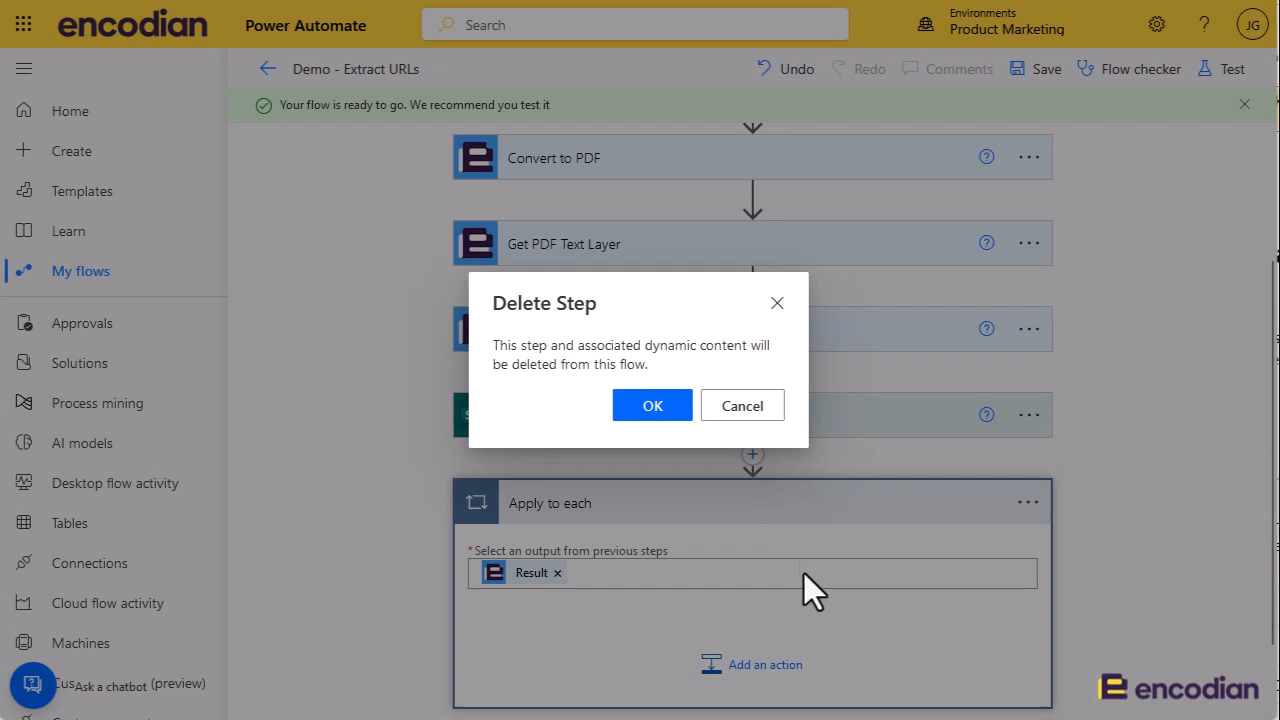 encodian
Power Automate
Search
Environments
Product Marketing
JG
Demo - Extract URLs
Undo
Redo
Comments
Save
Flow checker
Test
Your flow is ready to go. We recommend you test it
Home
Create
Templates
Learn
My flows
Approvals
Solutions
Process mining
AI models
Desktop flow activity
Tables
Connections
Cloud flow activity
Machines
Cus
Ask a chatbot
(preview)
Convert to PDF
Get PDF Text Layer
Delete Step
This step and associated dynamic content will
be deleted from this flow.
OK
Cancel
Apply to each
* Select an output from previous steps
Result
Add an action
encodian